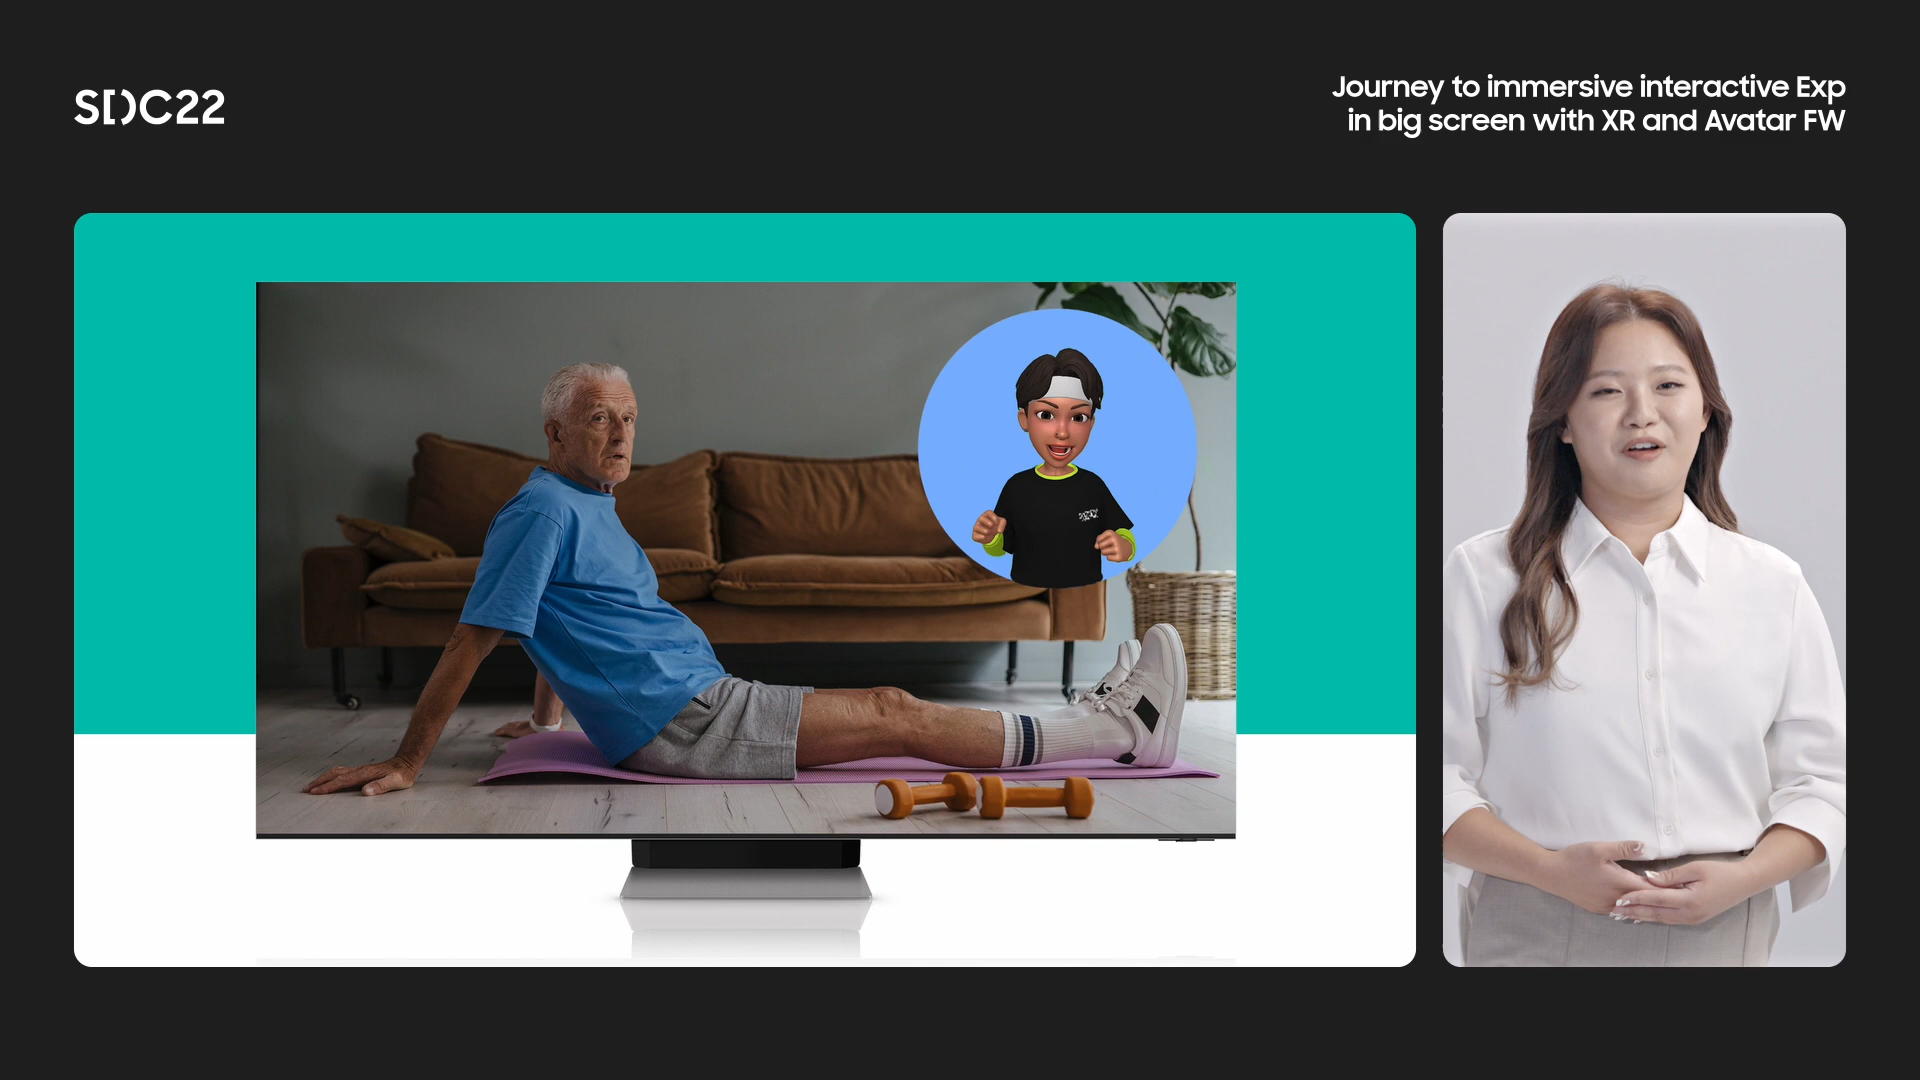 SDC22
Journey to immersive interactive Exp
in big screen with XR and Avatar FW